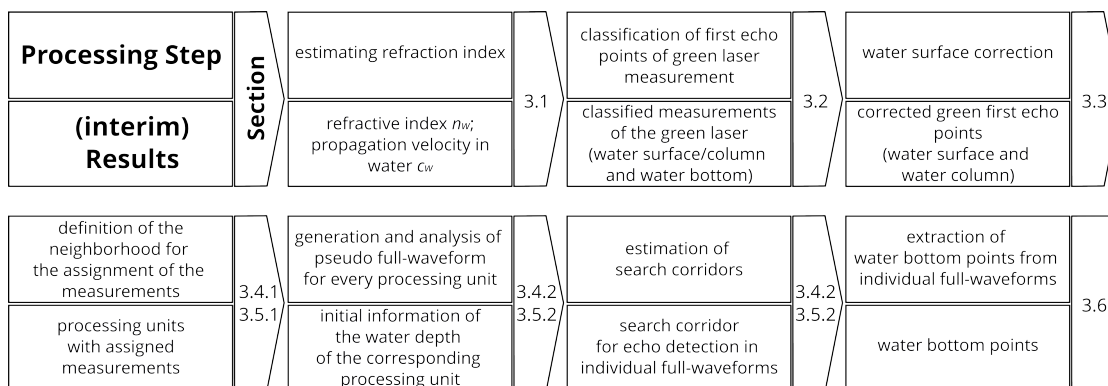 Processing Step
(interim)
Results
Section
estimating refraction index
refractive index nw;
propagation velocity in
water cw
3.1
classification of first echo
points of green laser
measurement
classified measurements
of the green laser
(water surface/column
and water bottom)
3.2
water surface correction
corrected green first echo
points
(water surface and
water column)
3.3
definition of the
neighborhood for
the assignment of the
measurements
processing units
with assigned
measurements
3.4.1
3.5.1
generation and analysis of
pseudo full-waveform
for every processing unit
initial information of
the water depth
of the corresponding
processing unit
3.4.2
3.5.2
estimation of
search corridors
search corridor
for echo detection in
individual full-waveforms
3.4.2
3.5.2
extraction of
water bottom points from
individual full-waveforms
water bottom points
3.6